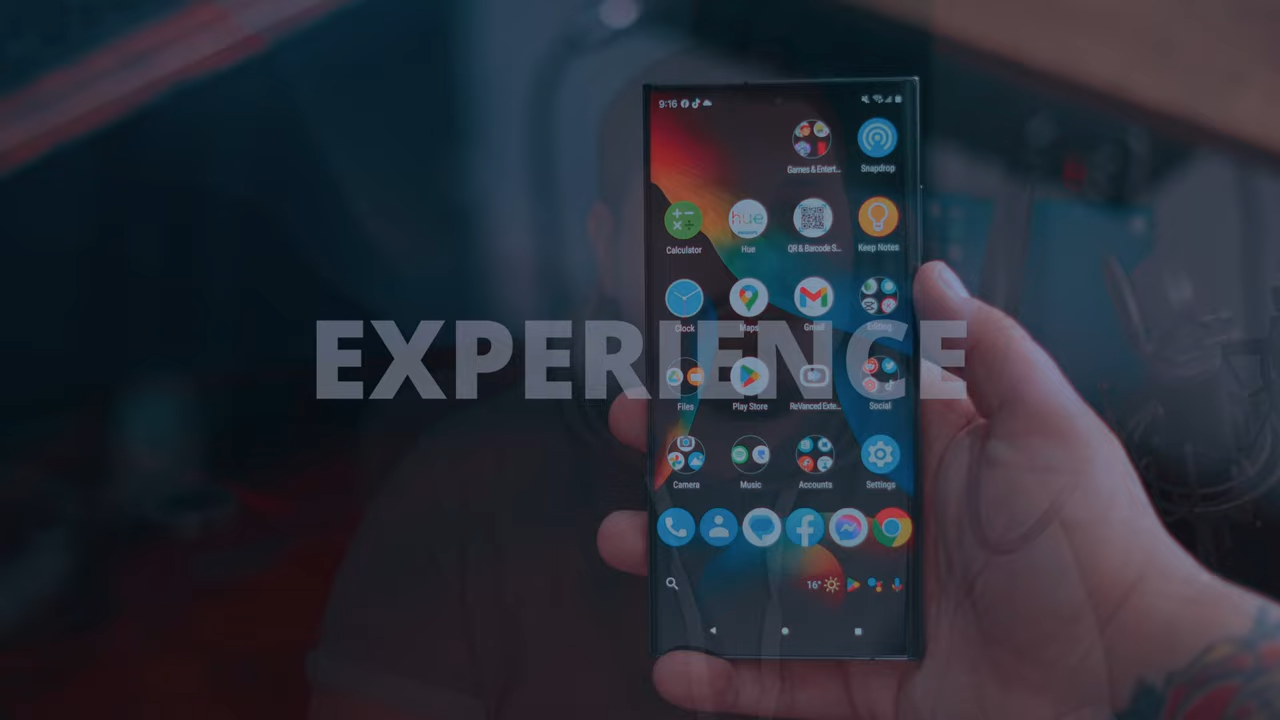 9:16
Games & Entert...
Snapdrop
Calculator
hue
Hue
QR & Barcode S...
Keep Notes
Clock
Maps
Gmail
Editing
EXPERIENCE
Files
Play Store
ReVanced Exte...
Social
Camera
Music
Accounts
Settings
16°